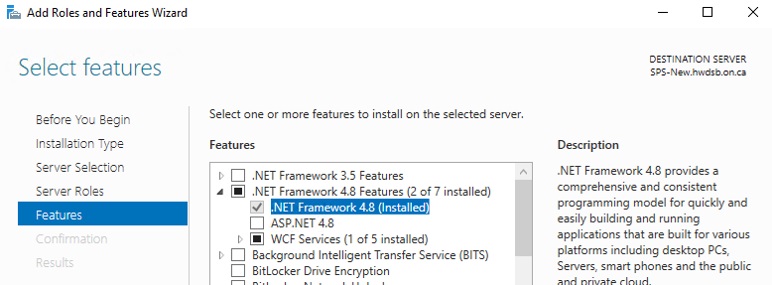 Add Roles and Features Wizard
Select features
DESTINATION SERVER
SPS-New.hwdsb.on.ca
Before You Begin
Installation Type
Server Selection
Server Roles
Features
Confirmation
Results
Select one or more features to install on the selected server.
Features
.NET Framework 3.5 Features
.NET Framework 4.8 Features (2 of 7 installed)
.NET Framework 4.8 (Installed)
ASP.NET 4.8
WCF Services (1 of 5 installed)
Background Intelligent Transfer Service (BITS)
BitLocker Drive Encryption
Description
.NET Framework 4.8 provides a
comprehensive and consistent
programming model for quickly and
easily building and running
applications that are built for various
platforms including desktop PCs,
Servers, smart phones and the public
and private cloud.